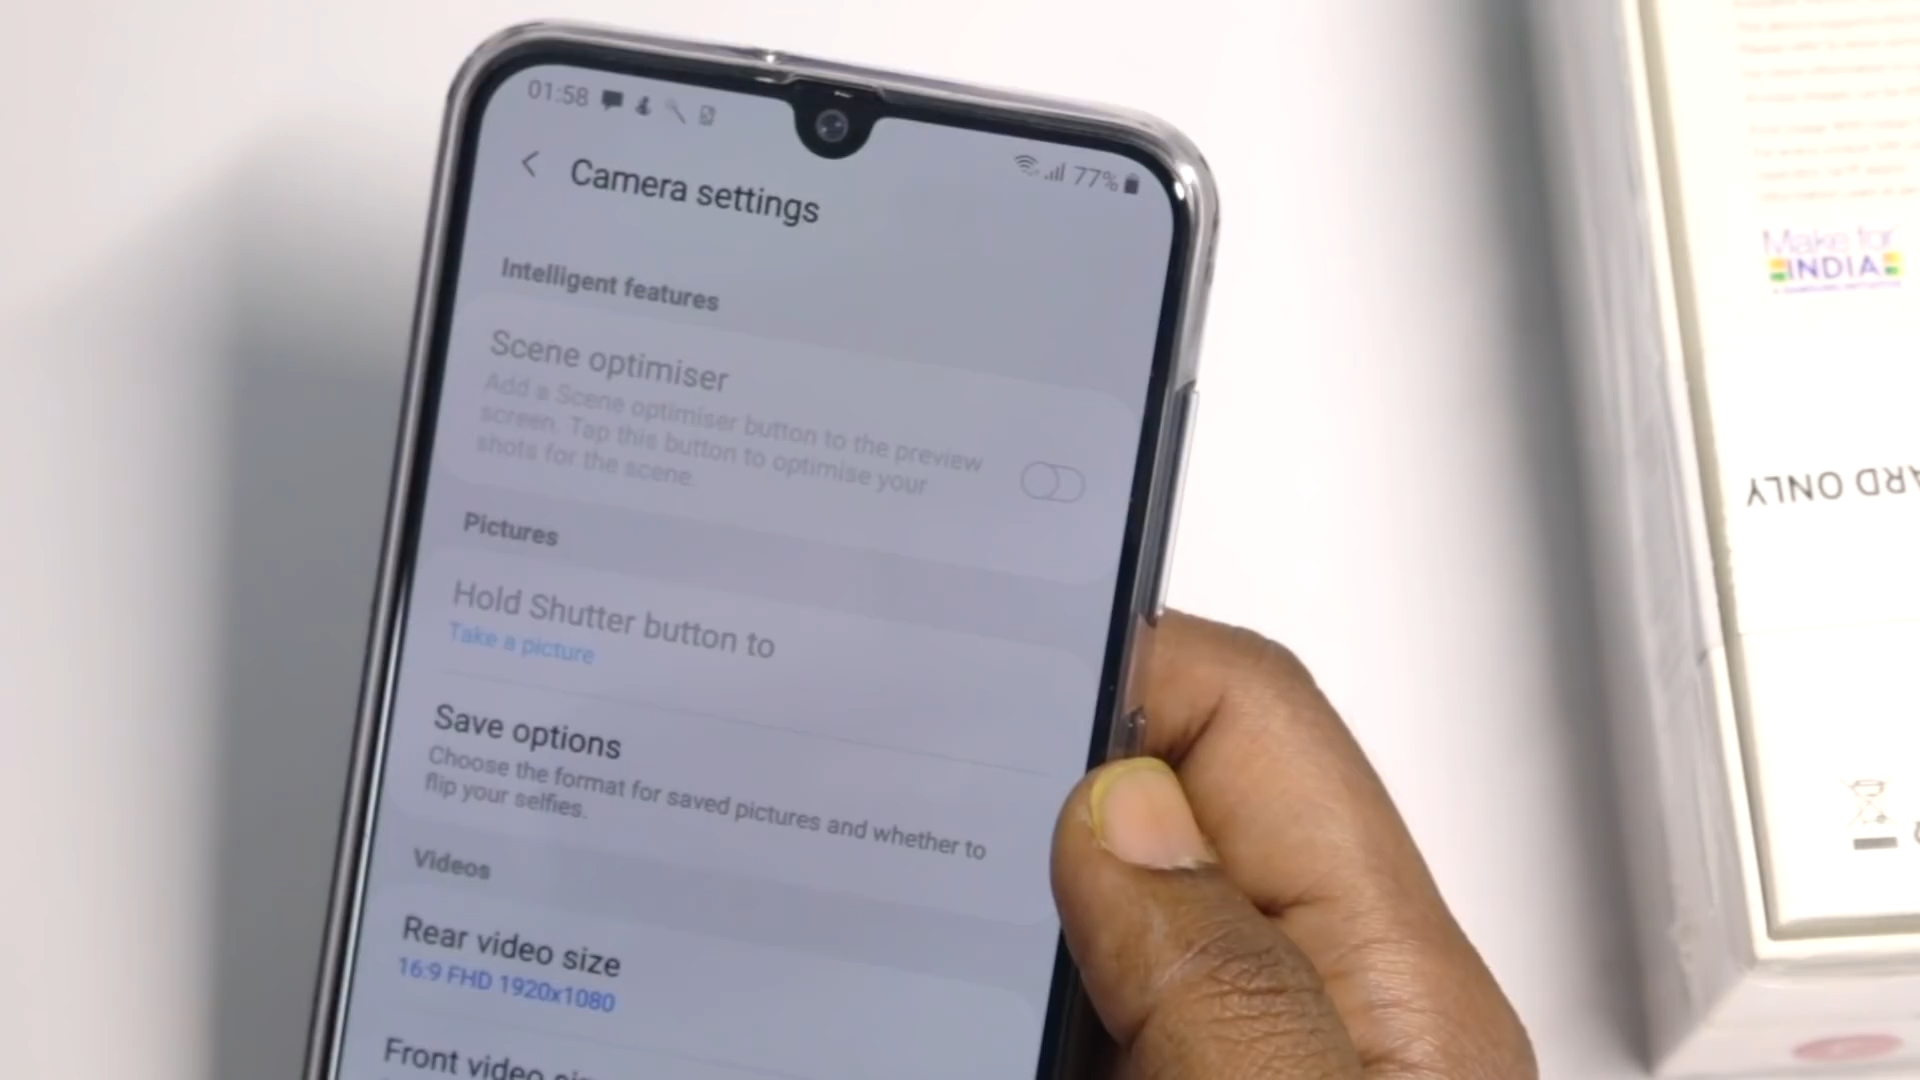 01:58
77%
Camera settings
Intelligent features
Scene optimiser
Add a Scene optimiser button to the preview
screen. Tap this button to optimise your
shots for the scene.
Pictures
Hold Shutter button to
Take a picture
Save options
Choose the format for saved pictures and whether to
flip your selfies.
Videos
Rear video size
16:9 FHD 1920x1080
Front video
Make for
INDIA
ONLY